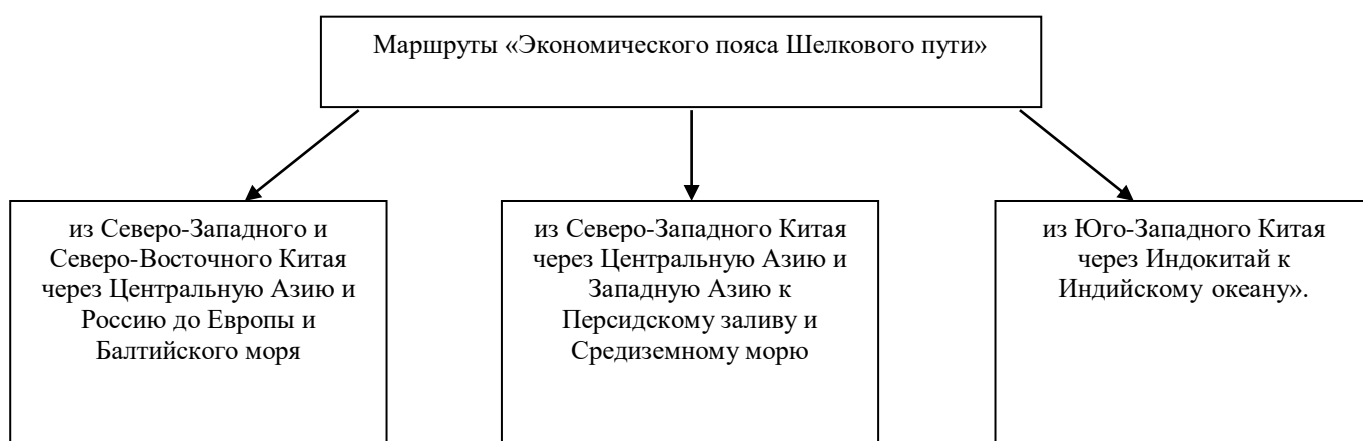 Маршруты «Экономического пояса Шелкового пути»
из Северо-Западного и
Северо-Восточного Китая
через Центральную Азию и
Россию до Европы и
Балтийского моря
из Северо-Западного Китая
через Центральную Азию и
Западную Азию к
Персидскому заливу и
Средиземному морю
из Юго-Западного Китая
через Индокитай к
Индийскому океану».